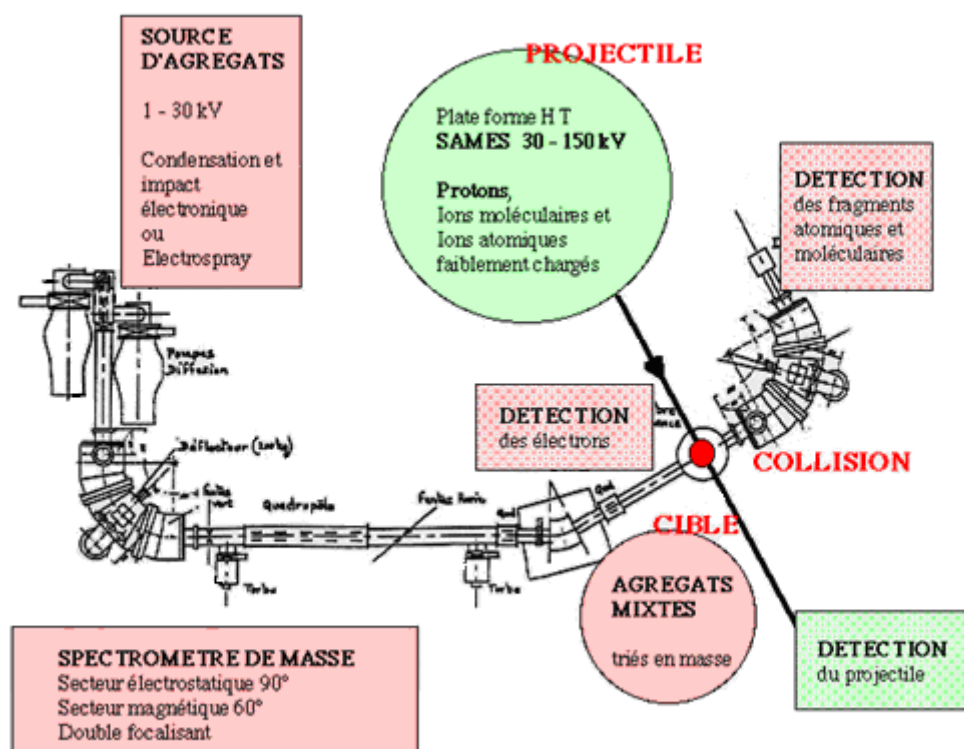 SOURCE
D'AGREGATS
1 - 30 kV
Condensation et
impact
électronique
ou
Electrospray
PROJECTILE
Plate forme H T
SAMES 30 - 150 kV
Protons,
Ions moléculaires et
Ions atomiques
faiblement chargés
DETECTION
des fragments
atomiques et
moléculaires
Pompes
Diffusion
DETECTION
des électrons
COLLISION
Déflecteur
Quadrupôle
CIBLE
Turbo
Turbo
AGREGATS
MIXTES
triés en masse
DETECTION
du projectile
SPECTROMETRE DE MASSE
Secteur électrostatique 90°
Secteur magnétique 60°
Double focalisant